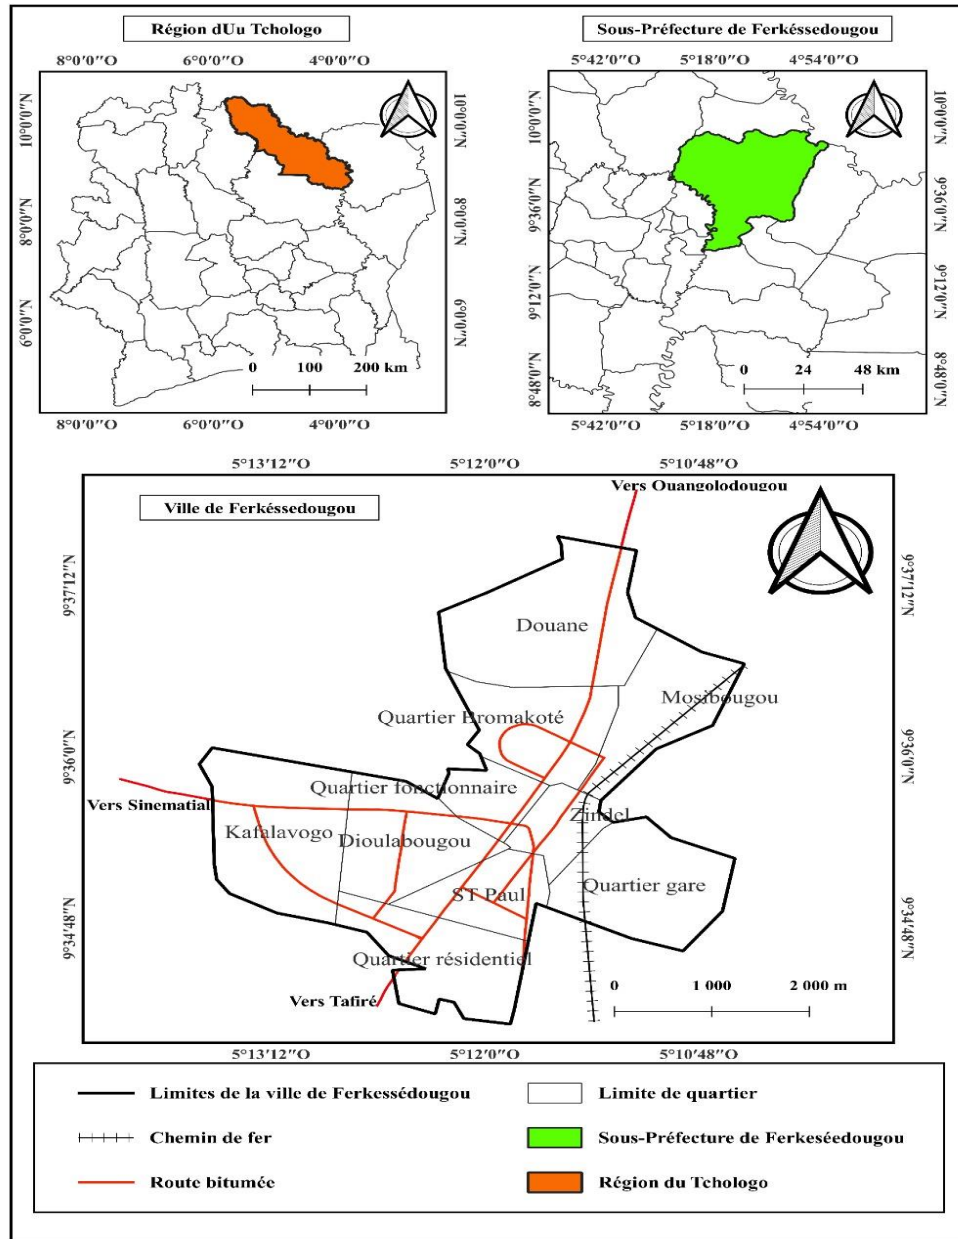 Région dUu Tchologo
Sous-Préfecture de Ferkéssedougou
8°0'0''O 6°0'0''O 4°0'0''O
5°42'0''O 5°18'0''O 4°54'0''O
10°0'0''N
10°0'0''N
8°0'0''N
8°0'0''N
6°0'0''N
6°0'0''N
0 100 200 km
8°0'0''O 6°0'0''O 4°0'0''O
10°0'0''N
10°0'0''N
9°36'0''N
9°36'0''N
9°12'0''N
9°12'0''N
8°48'0''N
8°48'0''N
0 24 48 km
5°42'0''O 5°18'0''O 4°54'0''O
5°13'12''O 5°12'0''O 5°10'48''O
Vers Ouangolodougou
Ville de Ferkéssedougou
9°37'12''N
9°37'12''N
Douane
Mosibougou
Quartier Bromakoté
9°36'0''N
9°36'0''N
Quartier fonctionnaire
Vers Sinematial
Zindel
Kafalavogo
Dioulabougou
Quartier gare
ST Paul
9°34'48''N
9°34'48''N
Quartier résidentiel
Vers Tafiré
0 1 000 2 000 m
5°13'12''O 5°12'0''O 5°10'48''O
Limites de la ville de Ferkessédougou
Limite de quartier
Chemin de fer
Sous-Préfecture de Ferkeséedougou
Route bitumée
Région du Tchologo